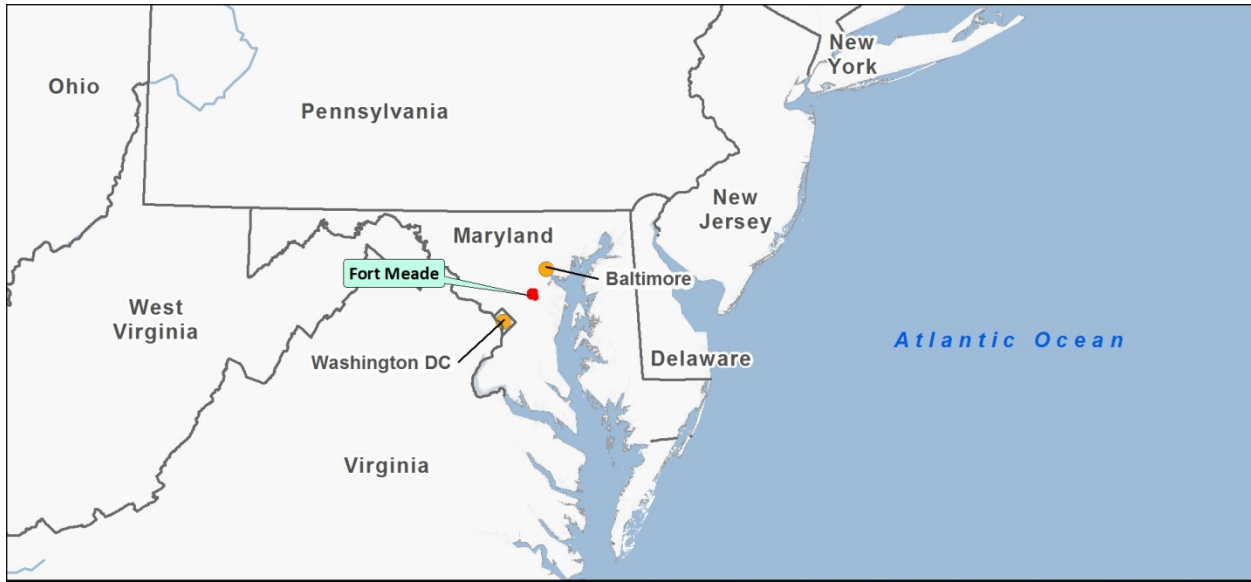 New
York
Ohio
Pennsylvania
New
Jersey
Maryland
Fort Meade
Baltimore
West
Virginia
Washington DC
Delaware
Atlantic Ocean
Virginia